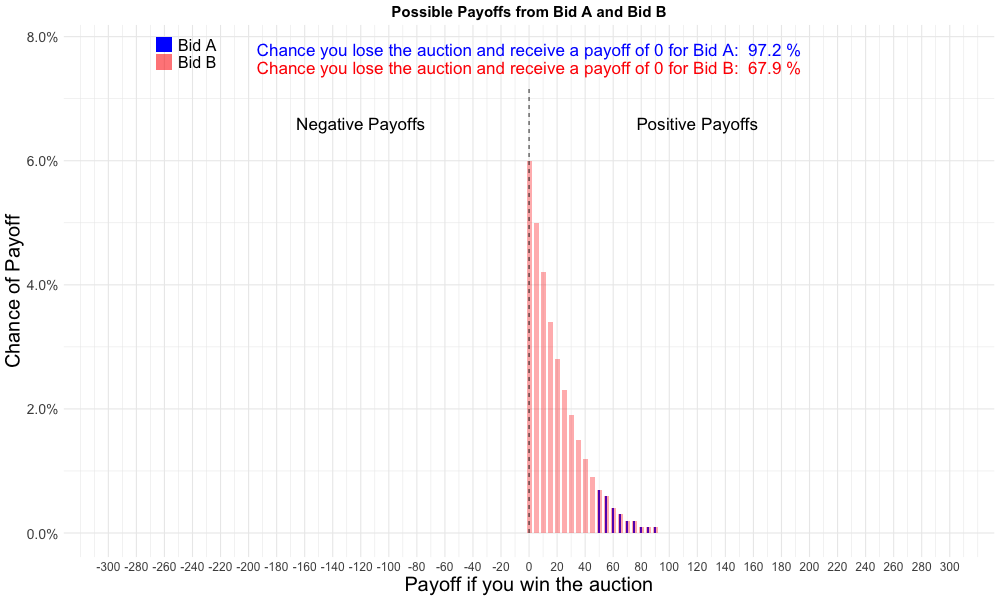 Possible Payoffs from Bid A and Bid B
8.0%
Bid A
Bid B
Chance you lose the auction and receive a payoff of 0 for Bid A: 97.2 %
Chance you lose the auction and receive a payoff of 0 for Bid B: 67.9 %
Negative Payoffs
Positive Payoffs
6.0%
4.0%
2.0%
0.0%
Chance of Payoff
-300 -280 -260 -240 -220 -200 -180 -160 -140 -120 -100 -80 -60 -40 -20 0 20 40 60 80 100 120 140 160 180 200 220 240 260 280 300
Payoff if you win the auction